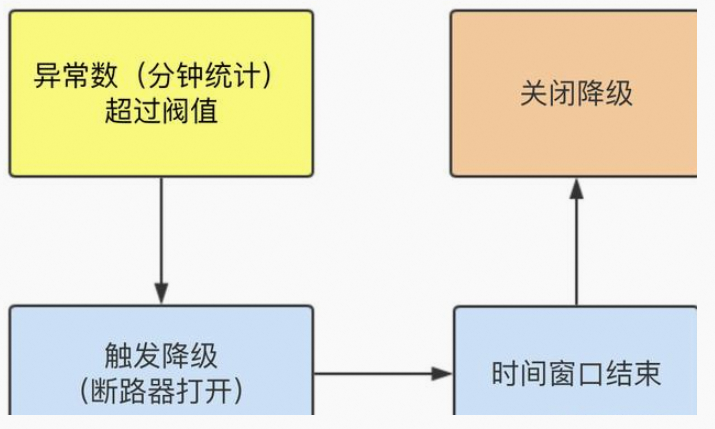 异常数（分钟统计）
超过阀值
关闭降级
触发降级
（断路器打开）
时间窗口结束